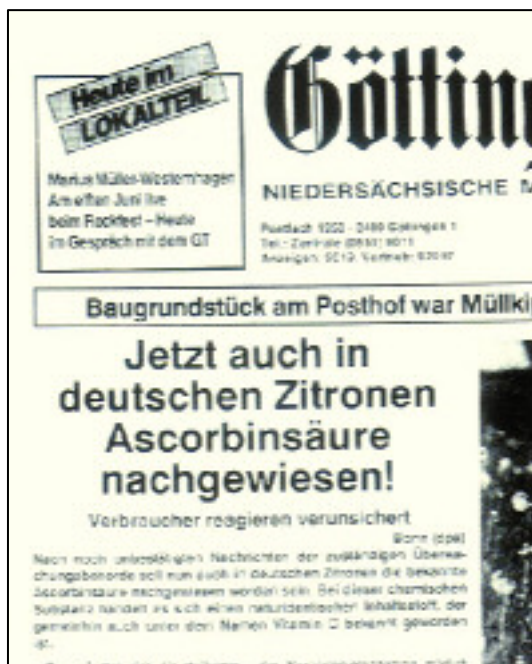 Heute im
LOKALTEIL
Marius Müller-Westernhagen
Am elften Juni live
beim Rockfest – Heute
im Gespräch mit dem GT
Götting
NIEDERSÄCHSISCHE M
Postfach
Baugrundstück am Posthof war Müllki
Jetzt auch in
deutschen Zitronen
Ascorbinsäure
nachgewiesen!
Verbraucher reagieren verunsichert
Bonn (dpa)
Nach noch unbestätigten Nachrichten der zuständigen Überwa-
chungsbehörde soll nun auch in deutschen Zitronen die bekannte
Ascorbinsäure nachgewiesen worden sein. Bei dieser chemischen
Substanz handelt es sich einen naturidentischen Inhaltsstoff, der
gemeinhin auch unter dem Namen Vitamin C bekannt geworden
ist.